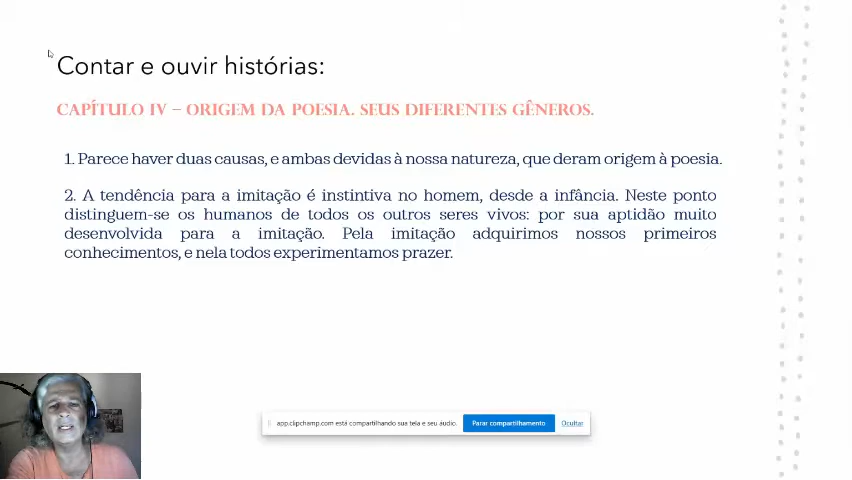 Contar e ouvir histórias:
CAPÍTULO IV – ORIGEM DA POESIA. SEUS DIFERENTES GÊNEROS.
1. Parece haver duas causas, e ambas devidas à nossa natureza, que deram origem à poesia.
2. A tendência para a imitação é instintiva no homem, desde a infância. Neste ponto
distinguem-se os humanos de todos os outros seres vivos: por sua aptidão muito
desenvolvida para a imitação. Pela imitação adquirimos nossos primeiros
conhecimentos, e nela todos experimentamos prazer.
app.clipchamp.com está compartilhando sua tela e seu áudio. Parar compartilhamento Ocultar